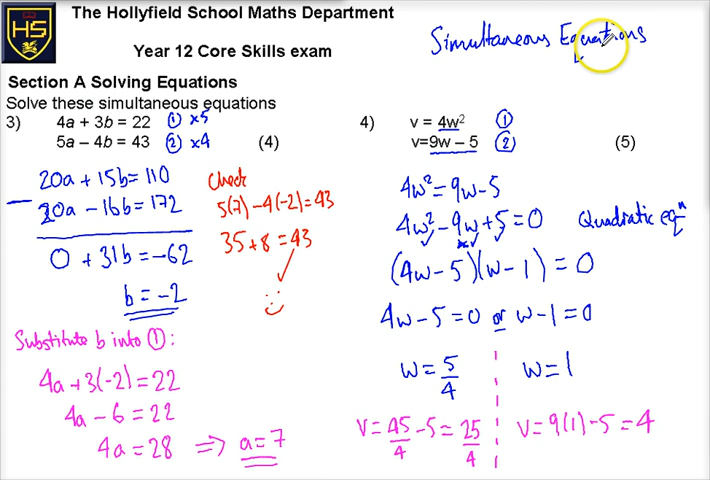 HS
The Hollyfield School Maths Department
Year 12 Core Skills exam
Simultaneous Equations
Section A Solving Equations
Solve these simultaneous equations
3) 4a + 3b = 22 ① ×5
5a – 4b = 43 ② ×4 (4)
20a + 15b = 110
— 20a – 16b = 172
0 + 31b = –62
b = –2
Check
5(7) – 4(–2) = 43
35 + 8 = 43
Substitute b into ①:
4a + 3(–2) = 22
4a – 6 = 22
4a = 28 ⇒ a = 7
4) v = 4w² ①
v=9w – 5 ② (5)
4w² = 9w – 5
4w² – 9w + 5 = 0 Quadratic eqⁿ
(4w – 5)(w – 1) = 0
4w – 5 = 0 or w – 1 = 0
w = 5/4 w = 1
v = 45/4 – 5 = 25/4 v = 9(1) – 5 = 4